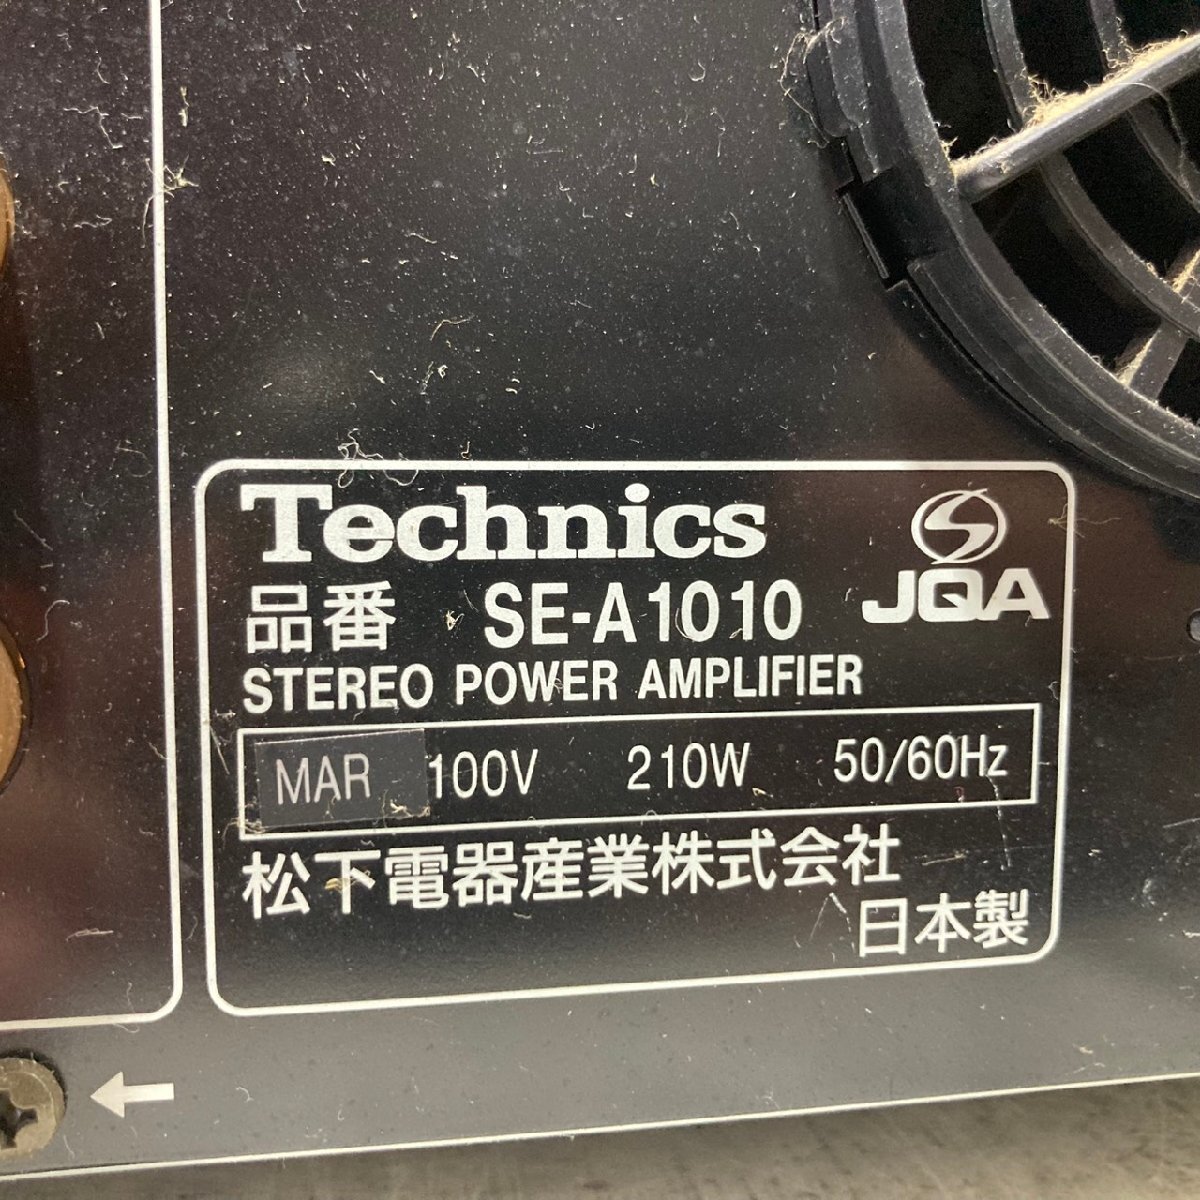 Technics
JQA
品番 SE-A1010
STEREO POWER AMPLIFIER
MAR 100V 210W 50/60Hz
松下電器産業株式会社
日本製